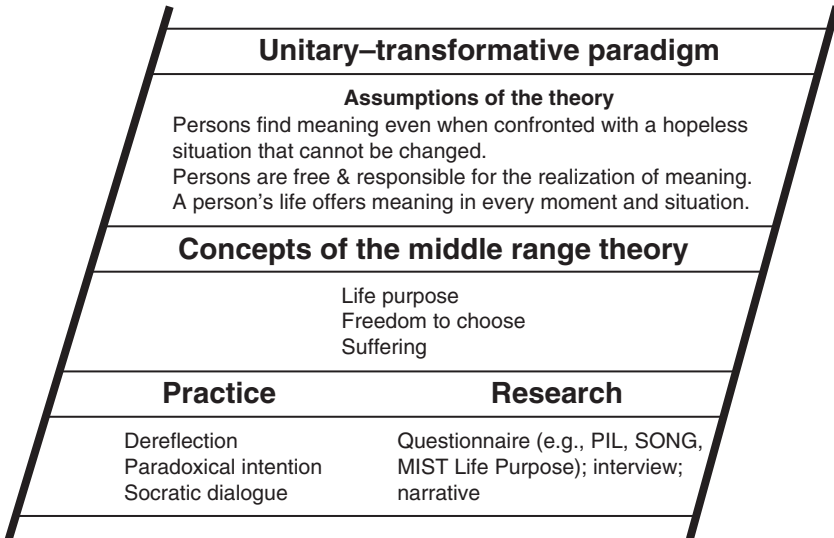 Unitary–transformative paradigm
Assumptions of the theory
Persons find meaning even when confronted with a hopeless
situation that cannot be changed.
Persons are free & responsible for the realization of meaning.
A person's life offers meaning in every moment and situation.
Concepts of the middle range theory
Life purpose
Freedom to choose
Suffering
Practice
Dereflection
Paradoxical intention
Socratic dialogue
Research
Questionnaire (e.g., PIL, SONG,
MIST Life Purpose); interview;
narrative